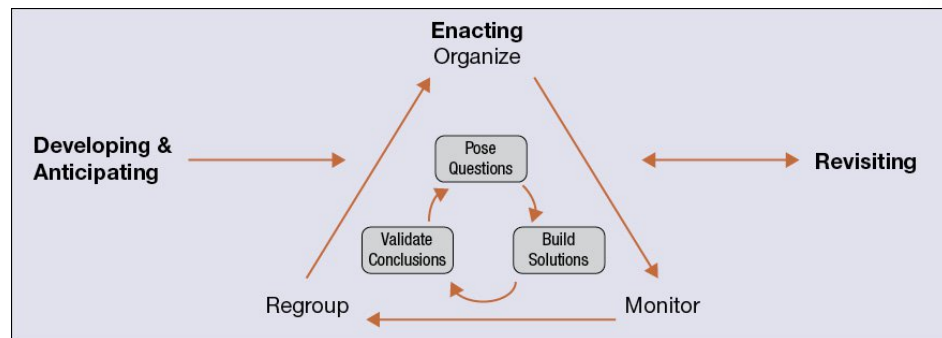 Enacting
Organize
Developing &
Anticipating
Pose
Questions
Revisiting
Validate
Conclusions
Build
Solutions
Regroup
Monitor